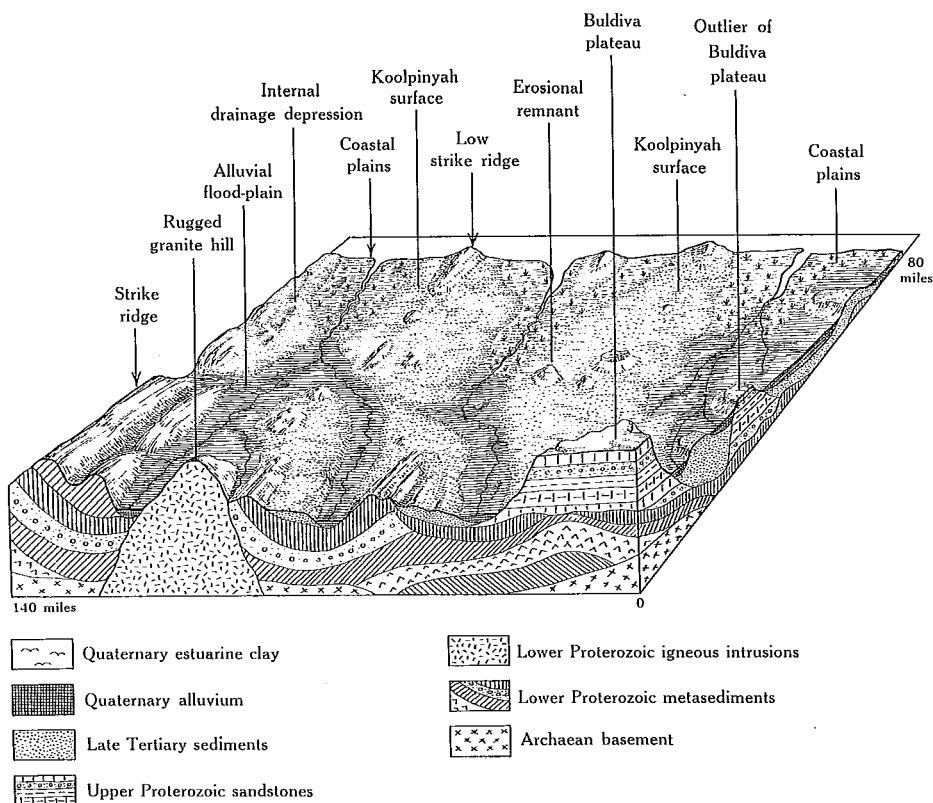 Buldiva
plateau
Outlier of
Buldiva
plateau
Koolpinyah
surface
Internal
drainage depression
Erosional
remnant
Coastal
plains
Low
strike ridge
Koolpinyah
surface
Coastal
plains
Alluvial
flood-plain
Rugged
granite hill
Strike
ridge
80
miles
140 miles
0
Quaternary estuarine clay
Quaternary alluvium
Late Tertiary sediments
Upper Proterozoic sandstones
Lower Proterozoic igneous intrusions
Lower Proterozoic metasediments
Archaean basement